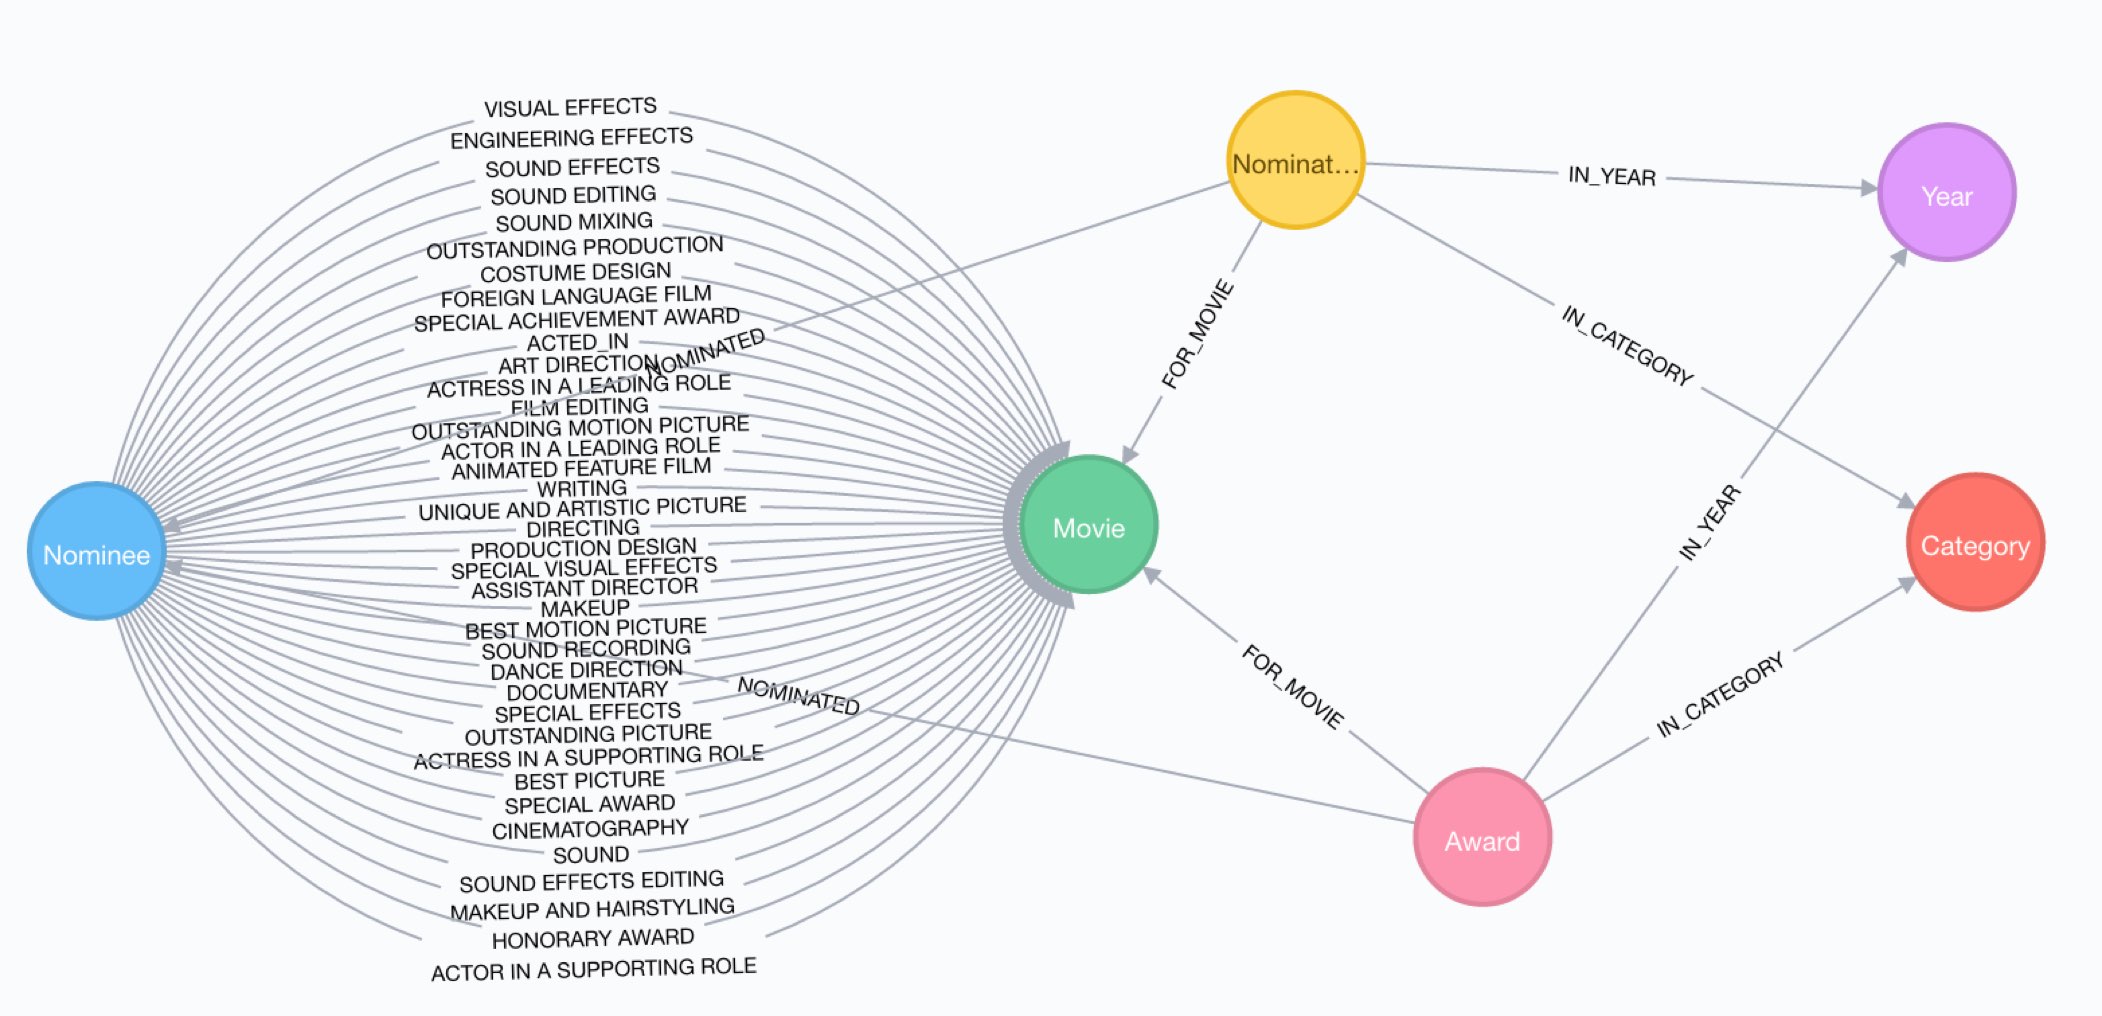 VISUAL EFFECTS
ENGINEERING EFFECTS
SOUND EFFECTS
SOUND EDITING
SOUND MIXING
OUTSTANDING PRODUCTION
COSTUME DESIGN
FOREIGN LANGUAGE FILM
SPECIAL ACHIEVEMENT AWARD
ACTED_IN
ART DIRECTION
NOMINATED
ACTRESS IN A LEADING ROLE
FILM EDITING
OUTSTANDING MOTION PICTURE
ACTOR IN A LEADING ROLE
ANIMATED FEATURE FILM
WRITING
UNIQUE AND ARTISTIC PICTURE
DIRECTING
PRODUCTION DESIGN
SPECIAL VISUAL EFFECTS
ASSISTANT DIRECTOR
MAKEUP
BEST MOTION PICTURE
SOUND RECORDING
DANCE DIRECTION
DOCUMENTARY
SPECIAL EFFECTS
NOMINATED
OUTSTANDING PICTURE
ACTRESS IN A SUPPORTING ROLE
BEST PICTURE
SPECIAL AWARD
CINEMATOGRAPHY
SOUND
SOUND EFFECTS EDITING
MAKEUP AND HAIRSTYLING
HONORARY AWARD
ACTOR IN A SUPPORTING ROLE
Nominee
Movie
Nominat...
IN_YEAR
Year
FOR_MOVIE
IN_CATEGORY
IN_YEAR
Category
FOR_MOVIE
IN_CATEGORY
Award